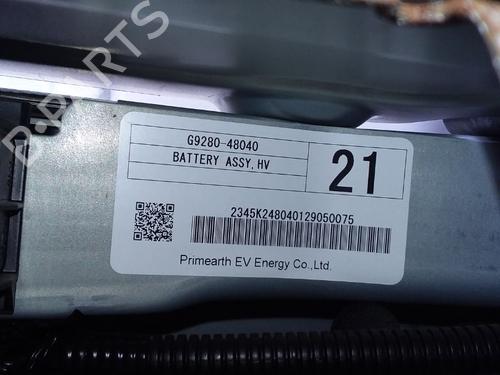 B-PARTS
G9280-48040
BATTERY ASSY,HV
21
2345K248040129050075
Primearth EV Energy Co.,Ltd.